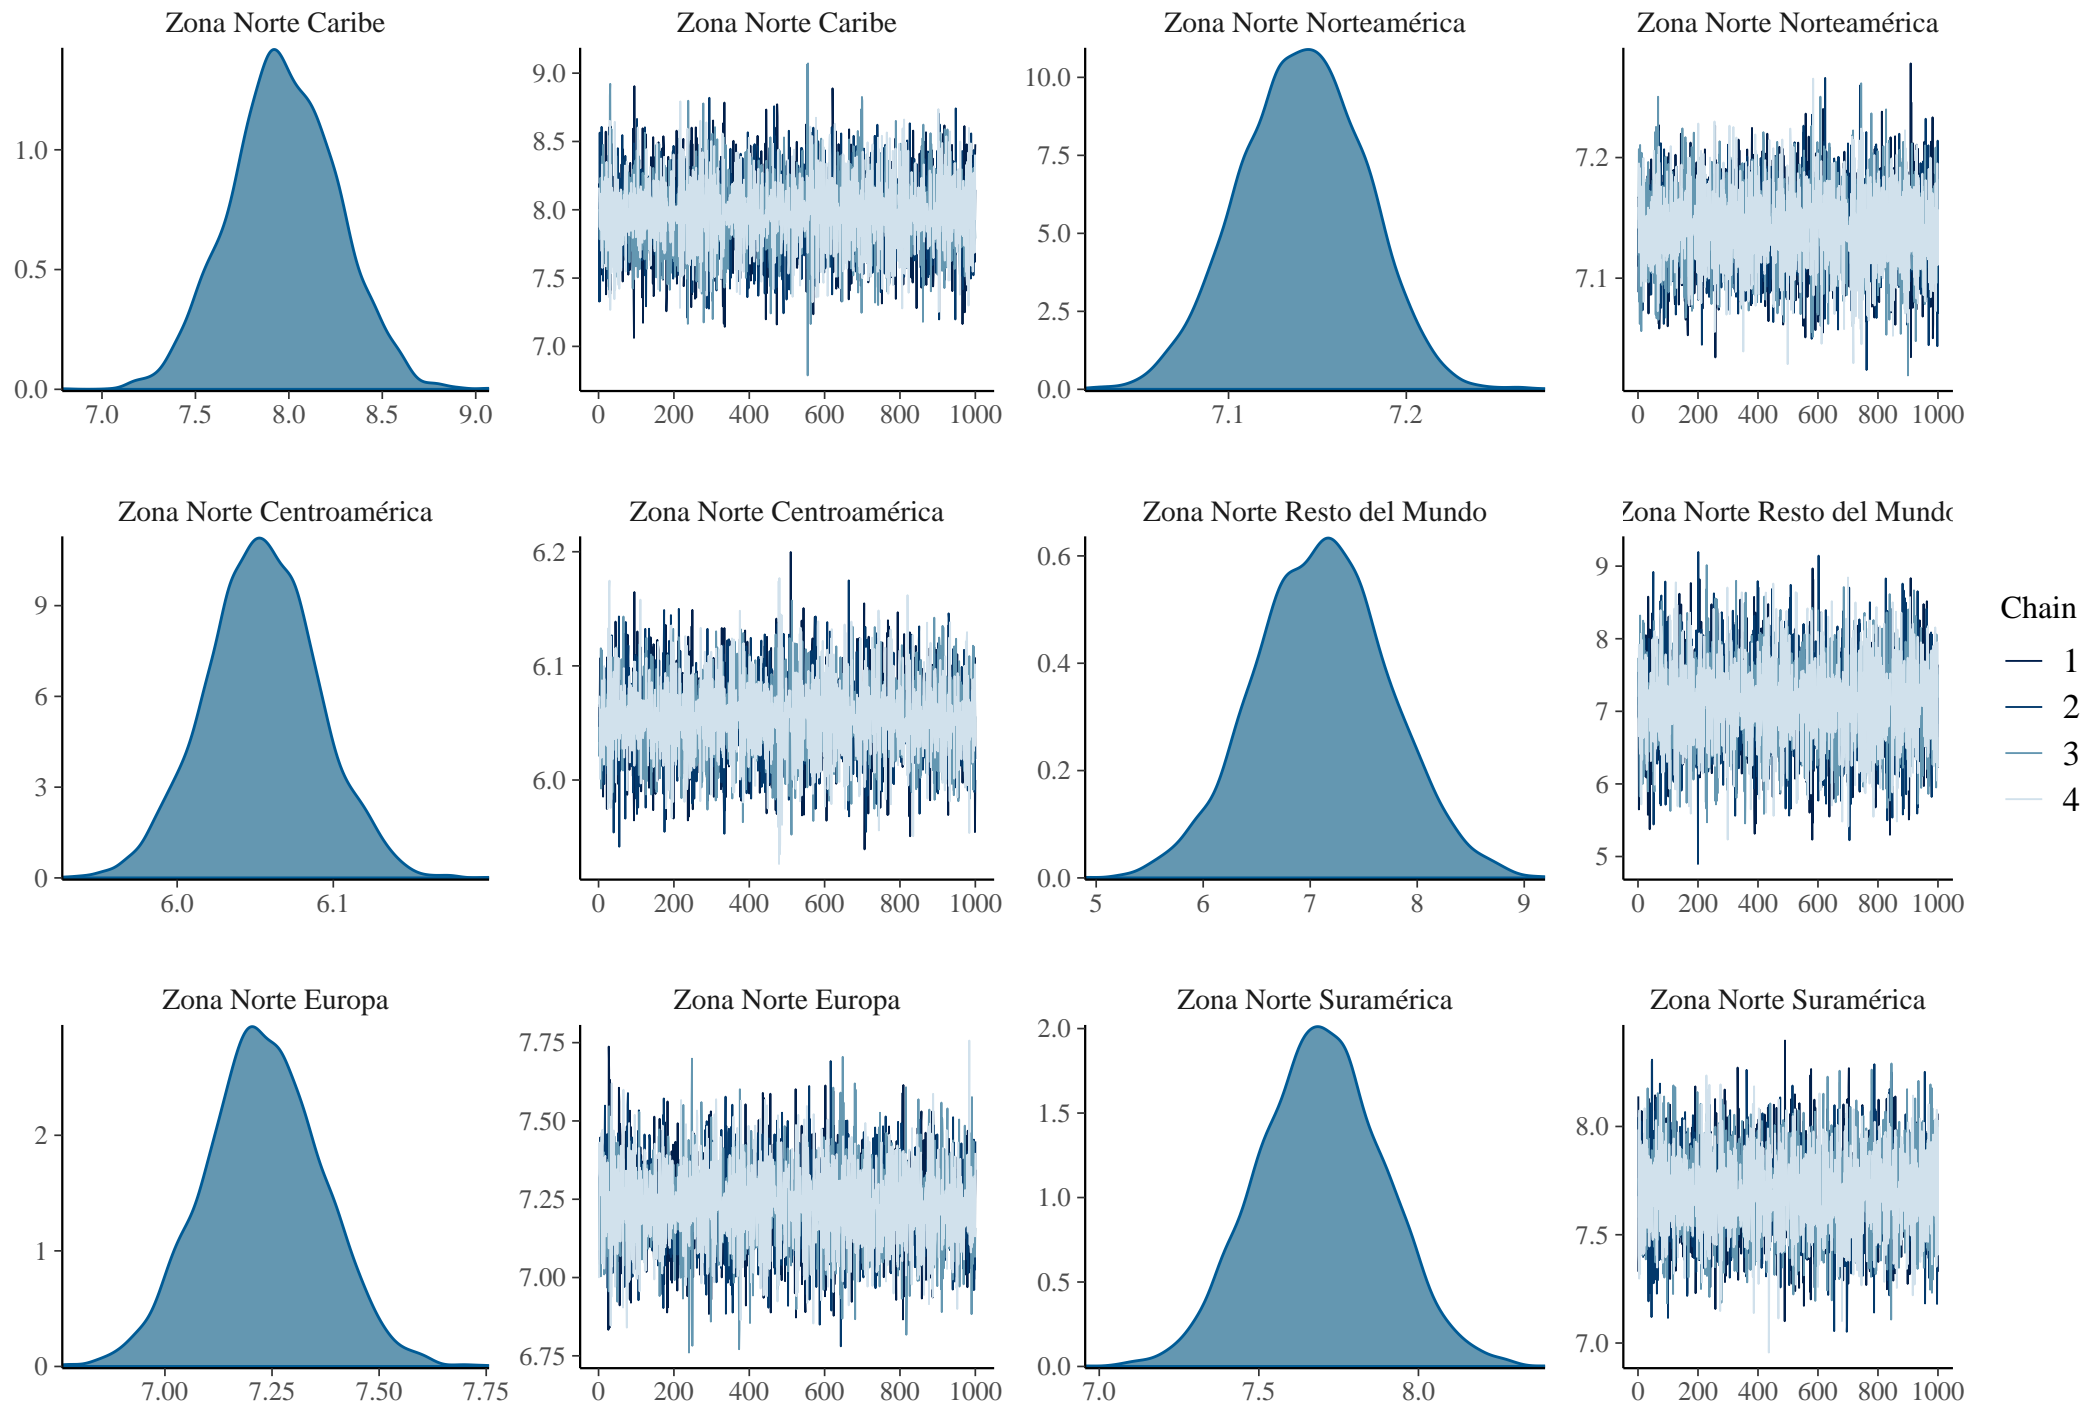 Zona Norte Caribe
Zona Norte Caribe
Zona Norte Norteamérica
Zona Norte Norteamérica
1.0
0.5
0.0
7.0 7.5 8.0 8.5 9.0
9.0
8.5
8.0
7.5
7.0
0 200 400 600 800 1000
10.0
7.5
5.0
2.5
0.0
7.1 7.2
7.2
7.1
0 200 400 600 800 1000
Zona Norte Centroamérica
Zona Norte Centroamérica
Zona Norte Resto del Mundo
Zona Norte Resto del Mundo
9
6
3
0
6.0 6.1
6.2
6.1
6.0
0 200 400 600 800 1000
0.6
0.4
0.2
0.0
5 6 7 8 9
9
8
7
6
5
0 200 400 600 800 1000
Chain
1
2
3
4
Zona Norte Europa
Zona Norte Europa
Zona Norte Suramérica
Zona Norte Suramérica
2
1
0
7.00 7.25 7.50 7.75
7.75
7.50
7.25
7.00
6.75
0 200 400 600 800 1000
2.0
1.5
1.0
0.5
0.0
7.0 7.5 8.0
8.0
7.5
7.0
0 200 400 600 800 1000